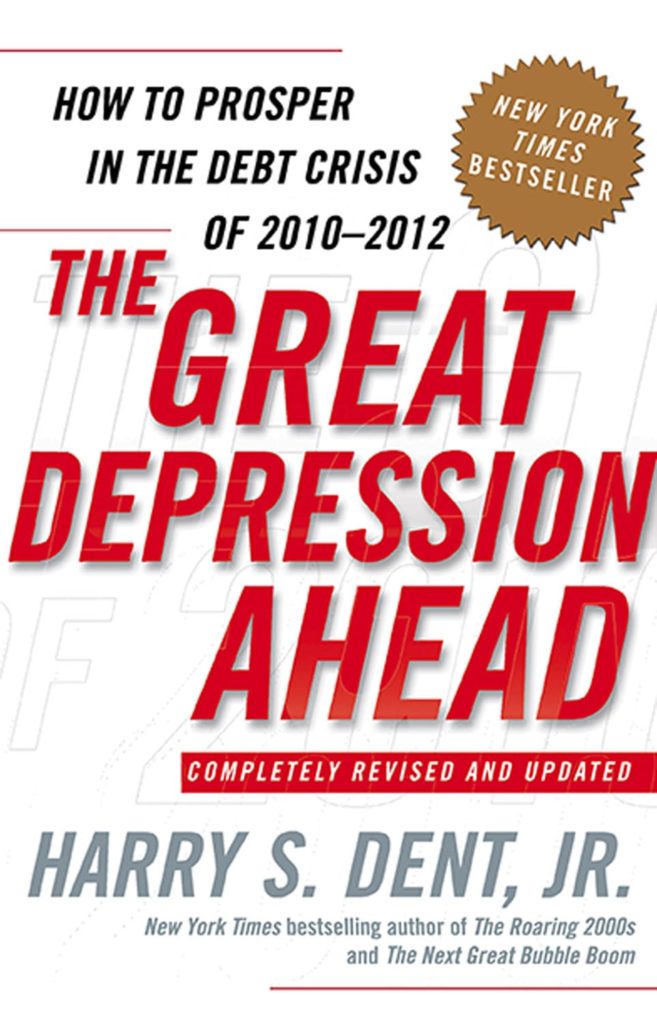 HOW TO PROSPER
IN THE DEBT CRISIS
OF 2010–2012
NEW YORK
TIMES
BESTSELLER
THE
GREAT
DEPRESSION
AHEAD
COMPLETELY REVISED AND UPDATED
HARRY S. DENT, JR.
New York Times bestselling author of The Roaring 2000s
and The Next Great Bubble Boom